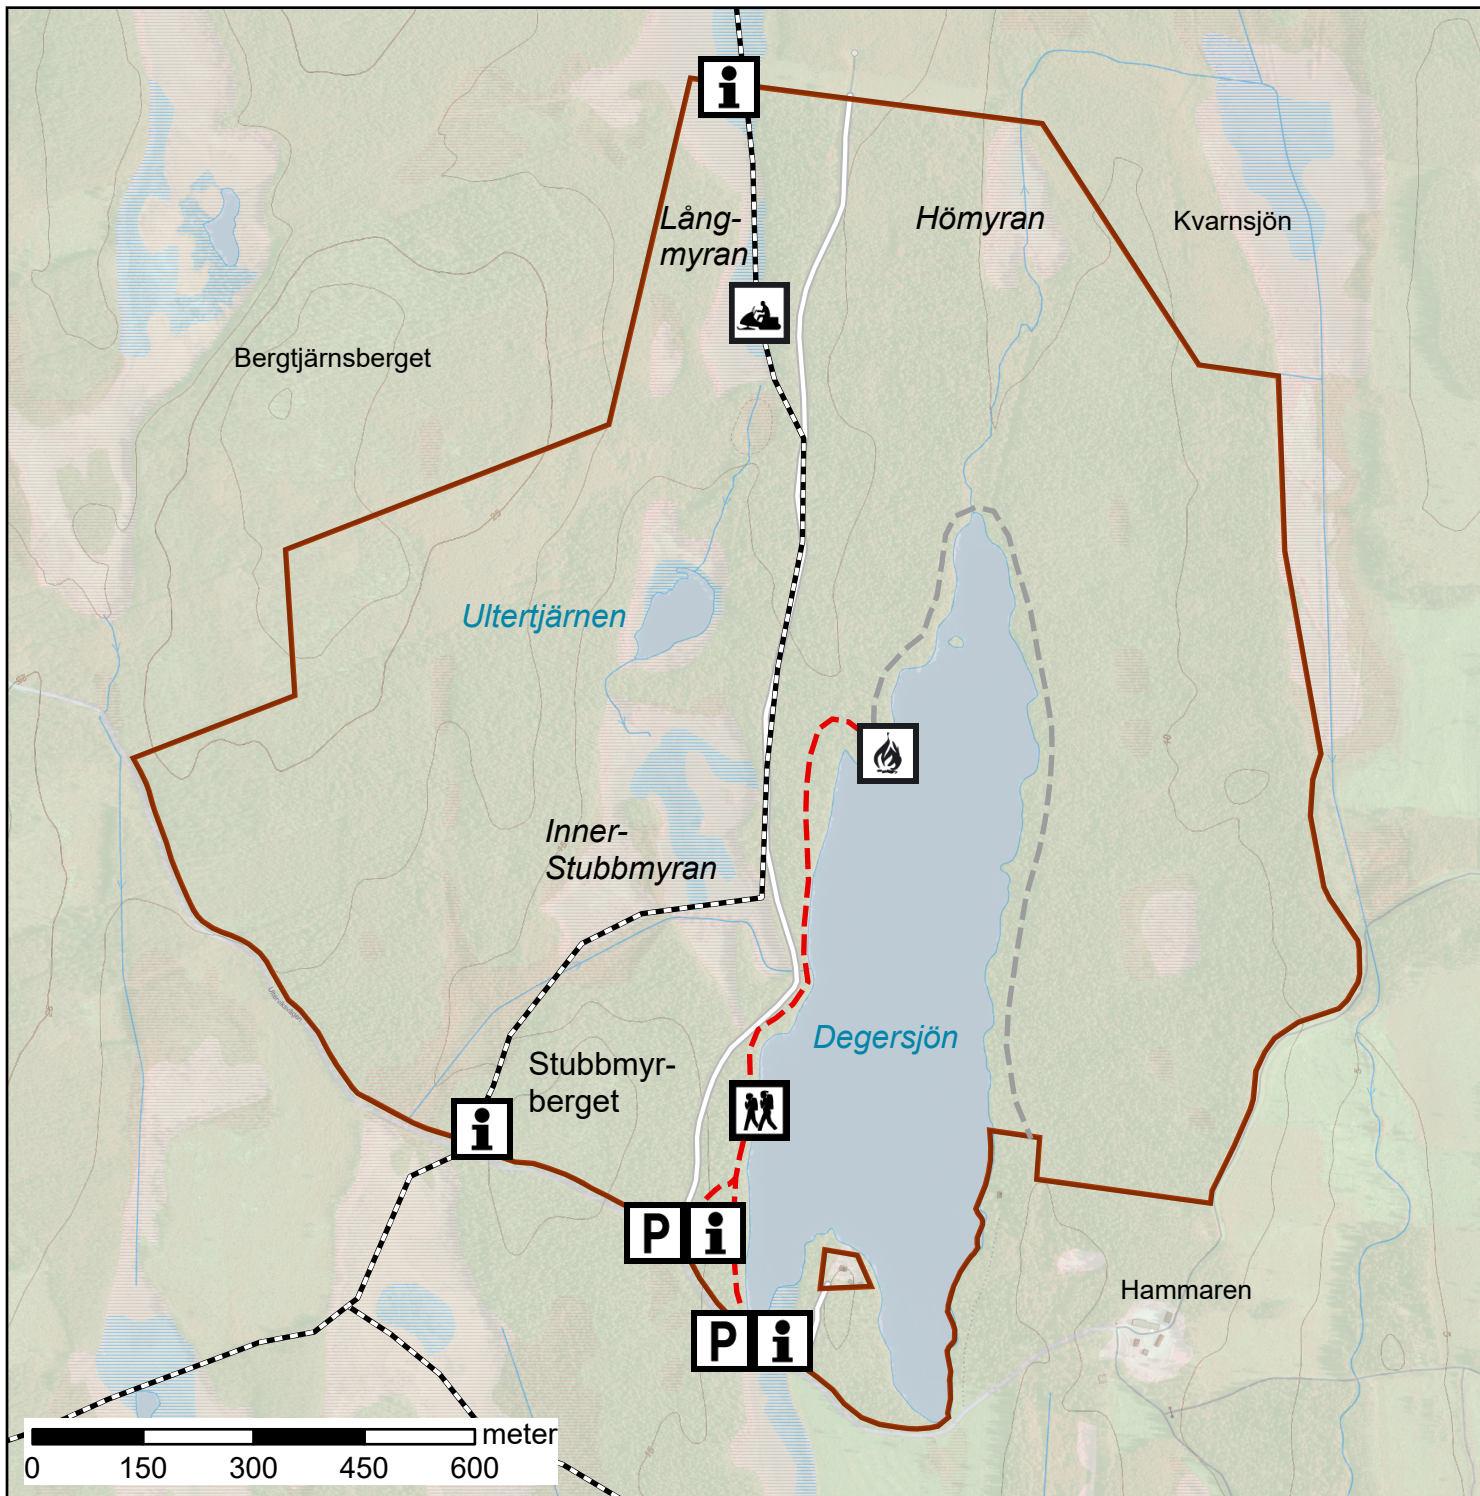 Lång-
myran
Hömyran
Kvarnsjön
Bergtjärnsberget
Ultertjärnen
Inner-
Stubbmyran
Degersjön
Stubbmyr-
berget
P
P
Hammaren
meter
0 150 300 450 600